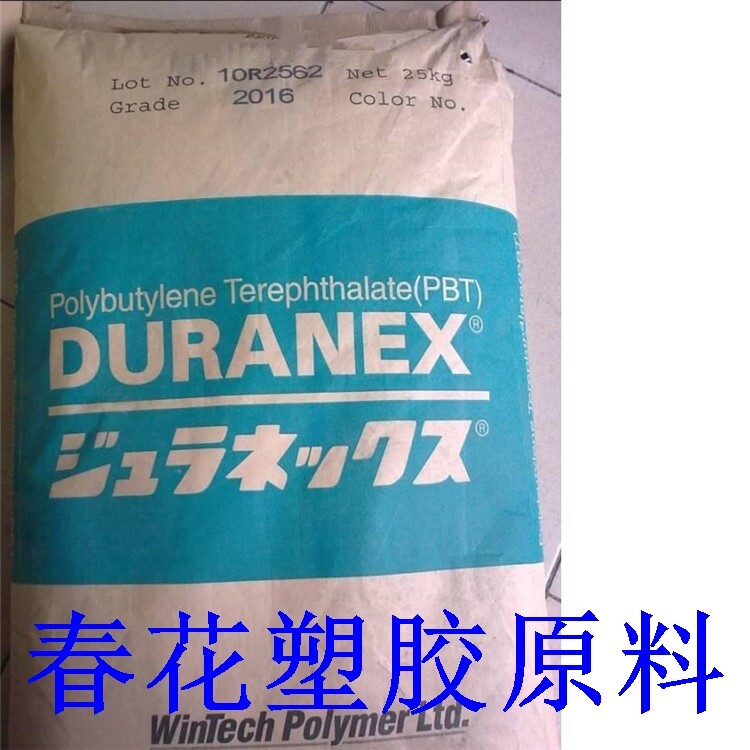 Lot No. 10R2562 Net 25kg
Grade 2016 Color No.
Polybutylene Terephthalate(PBT)
DURANEX®
ジュラネックス®
春花塑胶原料
WinTech Polymer Ltd.